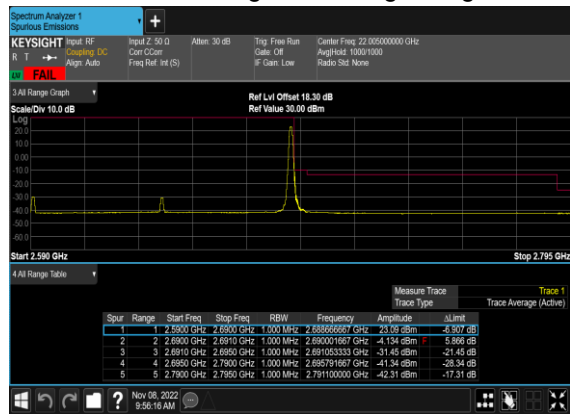 Spectrum Analyzer 1
Spurious Emissions
+
KEYSIGHT Input: RF Input Z: 50 Ω Atten: 30 dB Trig: Free Run Center Freq: 22.005000000 GHz
R T Coupling: DC Corr CCorr Gate: Off Avg|Hold: 1000/1000
Align: Auto Freq Ref: Int (S) IF Gain: Low Radio Std: None
LXI FAIL
3 All Range Graph
Ref Lvl Offset 18.30 dB
Scale/Div 10.0 dB Ref Value 30.00 dBm
Log
20.0
10.0
0.00
-10.0
-20.0
-30.0
-40.0
-50.0
-60.0
Start 2.590 GHz Stop 2.795 GHz
4 All Range Table
Measure Trace Trace 1
Trace Type Trace Average (Active)
Spur Range Start Freq Stop Freq RBW Frequency Amplitude ΔLimit
1 1 2.5900 GHz 2.6900 GHz 1.000 MHz 2.688666667 GHz 23.09 dBm -6.907 dB
2 2 2.6900 GHz 2.6910 GHz 1.000 MHz 2.690001667 GHz -4.134 dBm F 5.866 dB
3 3 2.6910 GHz 2.6950 GHz 1.000 MHz 2.691053333 GHz -31.45 dBm -21.45 dB
4 4 2.6950 GHz 2.7900 GHz 1.000 MHz 2.695791667 GHz -41.34 dBm -28.34 dB
5 5 2.7900 GHz 2.7950 GHz 1.000 MHz 2.791100000 GHz -42.31 dBm -17.31 dB
? Nov 08, 2022
9:56:16 AM